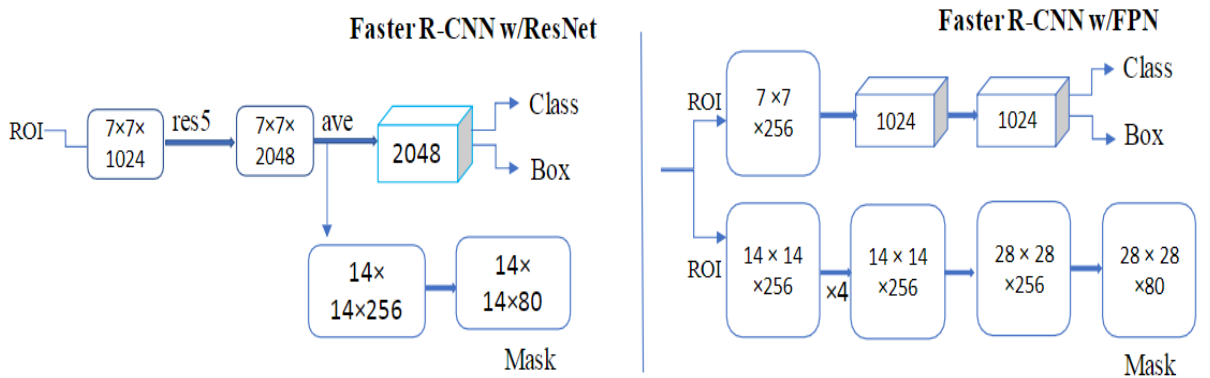 Faster R-CNN w/ResNet
ROI
7×7×
1024
res5
7×7×
2048
ave
2048
Class
Box
14×
14×256
14×
14×80
Mask
Faster R-CNN w/FPN
ROI
7 ×7
×256
1024
1024
Class
Box
ROI
14 × 14
×256
×4
14 × 14
×256
28 × 28
×256
28 × 28
×80
Mask